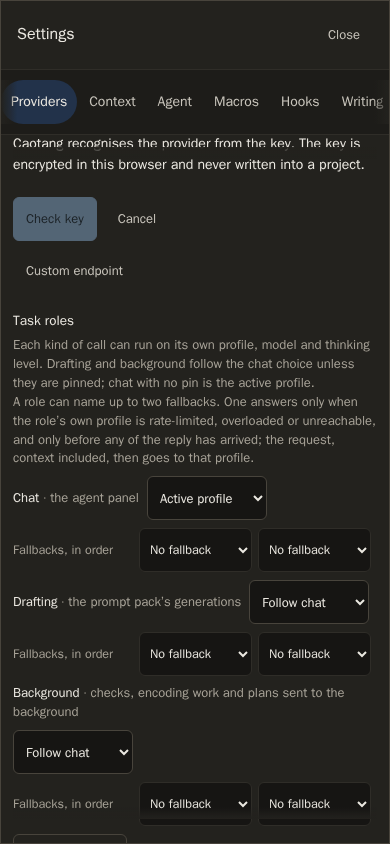 Settings
Close
Providers Context Agent Macros Hooks Writing
Caotang recognises the provider from the key. The key is
encrypted in this browser and never written into a project.
Check key
Cancel
Custom endpoint
Task roles
Each kind of call can run on its own profile, model and thinking
level. Drafting and background follow the chat choice unless
they are pinned; chat with no pin is the active profile.
A role can name up to two fallbacks. One answers only when
the role's own profile is rate-limited, overloaded or unreachable,
and only before any of the reply has arrived; the request,
context included, then goes to that profile.
Chat · the agent panel Active profile
Fallbacks, in order No fallback No fallback
Drafting · the prompt pack's generations Follow chat
Fallbacks, in order No fallback No fallback
Background · checks, encoding work and plans sent to the
background
Follow chat
Fallbacks, in order No fallback No fallback